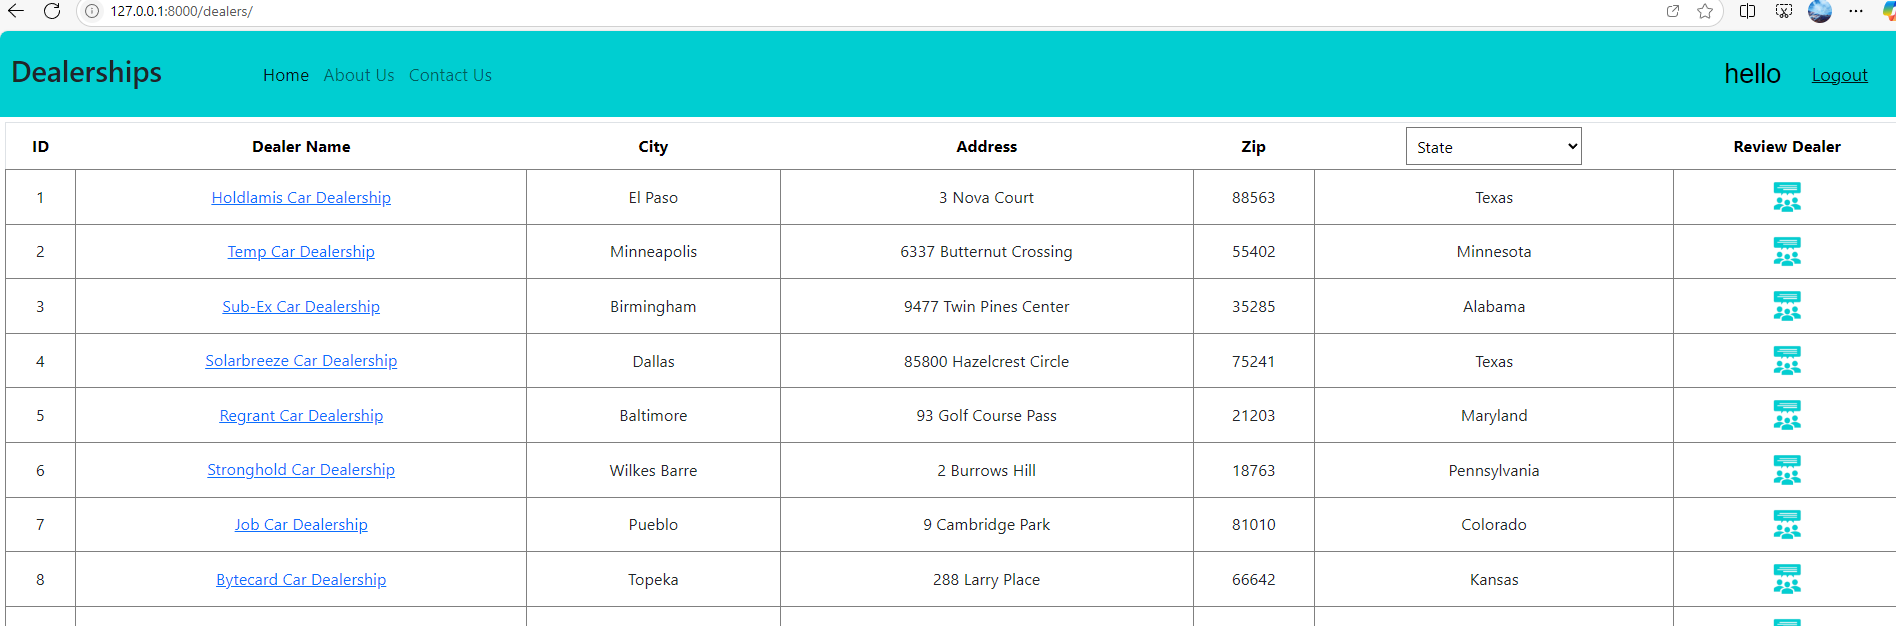 127.0.0.1:8000/dealers/
Dealerships Home About Us Contact Us hello Logout
ID Dealer Name City Address Zip State Review Dealer
1 Holdlamis Car Dealership El Paso 3 Nova Court 88563 Texas
2 Temp Car Dealership Minneapolis 6337 Butternut Crossing 55402 Minnesota
3 Sub-Ex Car Dealership Birmingham 9477 Twin Pines Center 35285 Alabama
4 Solarbreeze Car Dealership Dallas 85800 Hazelcrest Circle 75241 Texas
5 Regrant Car Dealership Baltimore 93 Golf Course Pass 21203 Maryland
6 Stronghold Car Dealership Wilkes Barre 2 Burrows Hill 18763 Pennsylvania
7 Job Car Dealership Pueblo 9 Cambridge Park 81010 Colorado
8 Bytecard Car Dealership Topeka 288 Larry Place 66642 Kansas